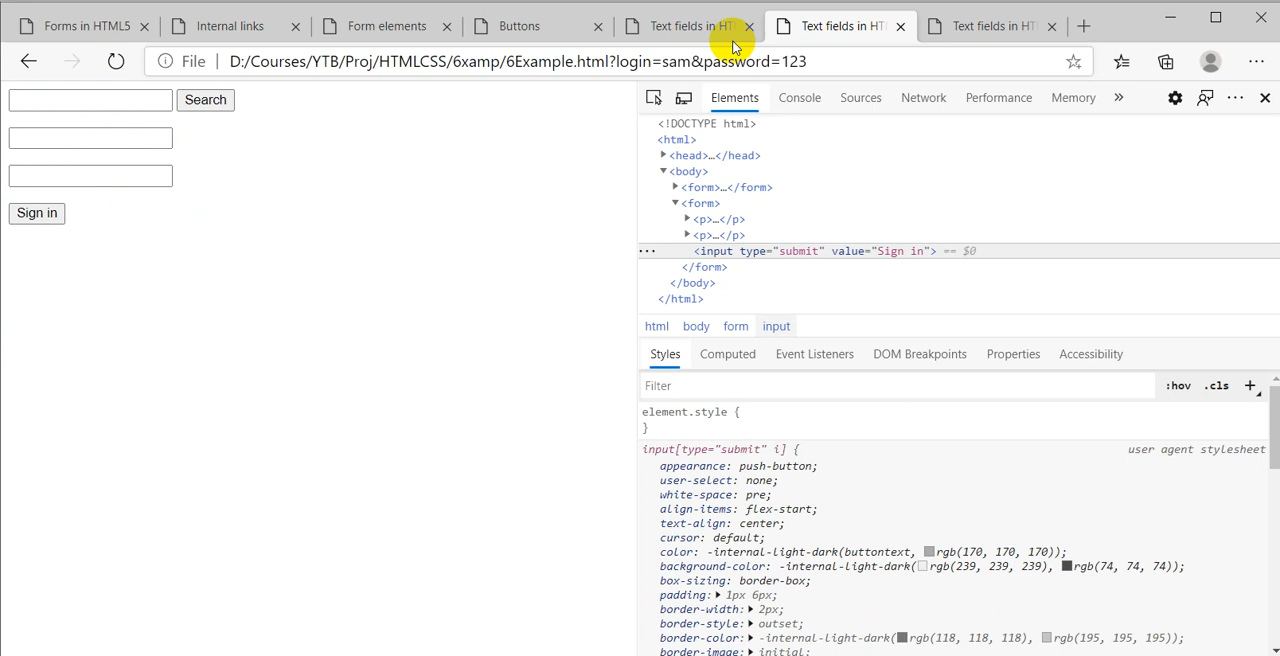 Forms in HTML5
Internal links
Form elements
Buttons
Text fields in HT
Text fields in HT
Text fields in HT
File | D:/Courses/YTB/Proj/HTMLCSS/6xamp/6Example.html?login=sam&password=123
Search
Sign in
Elements Console Sources Network Performance Memory »
<!DOCTYPE html>
<html>
<head>…</head>
<body>
<form>…</form>
<form>
<p>…</p>
<p>…</p>
<input type="submit" value="Sign in"> == $0
</form>
</body>
</html>
html body form input
Styles Computed Event Listeners DOM Breakpoints Properties Accessibility
Filter :hov .cls +
element.style {
}
input[type="submit" i] { user agent stylesheet
appearance: push-button;
user-select: none;
white-space: pre;
align-items: flex-start;
text-align: center;
cursor: default;
color: -internal-light-dark(buttontext, rgb(170, 170, 170));
background-color: -internal-light-dark(rgb(239, 239, 239), rgb(74, 74, 74));
box-sizing: border-box;
padding: 1px 6px;
border-width: 2px;
border-style: outset;
border-color: -internal-light-dark(rgb(118, 118, 118), rgb(195, 195, 195));
border-image: initial;